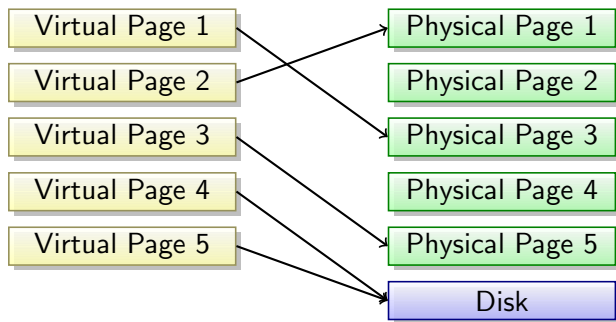 Virtual Page 1
Virtual Page 2
Virtual Page 3
Virtual Page 4
Virtual Page 5
Physical Page 1
Physical Page 2
Physical Page 3
Physical Page 4
Physical Page 5
Disk